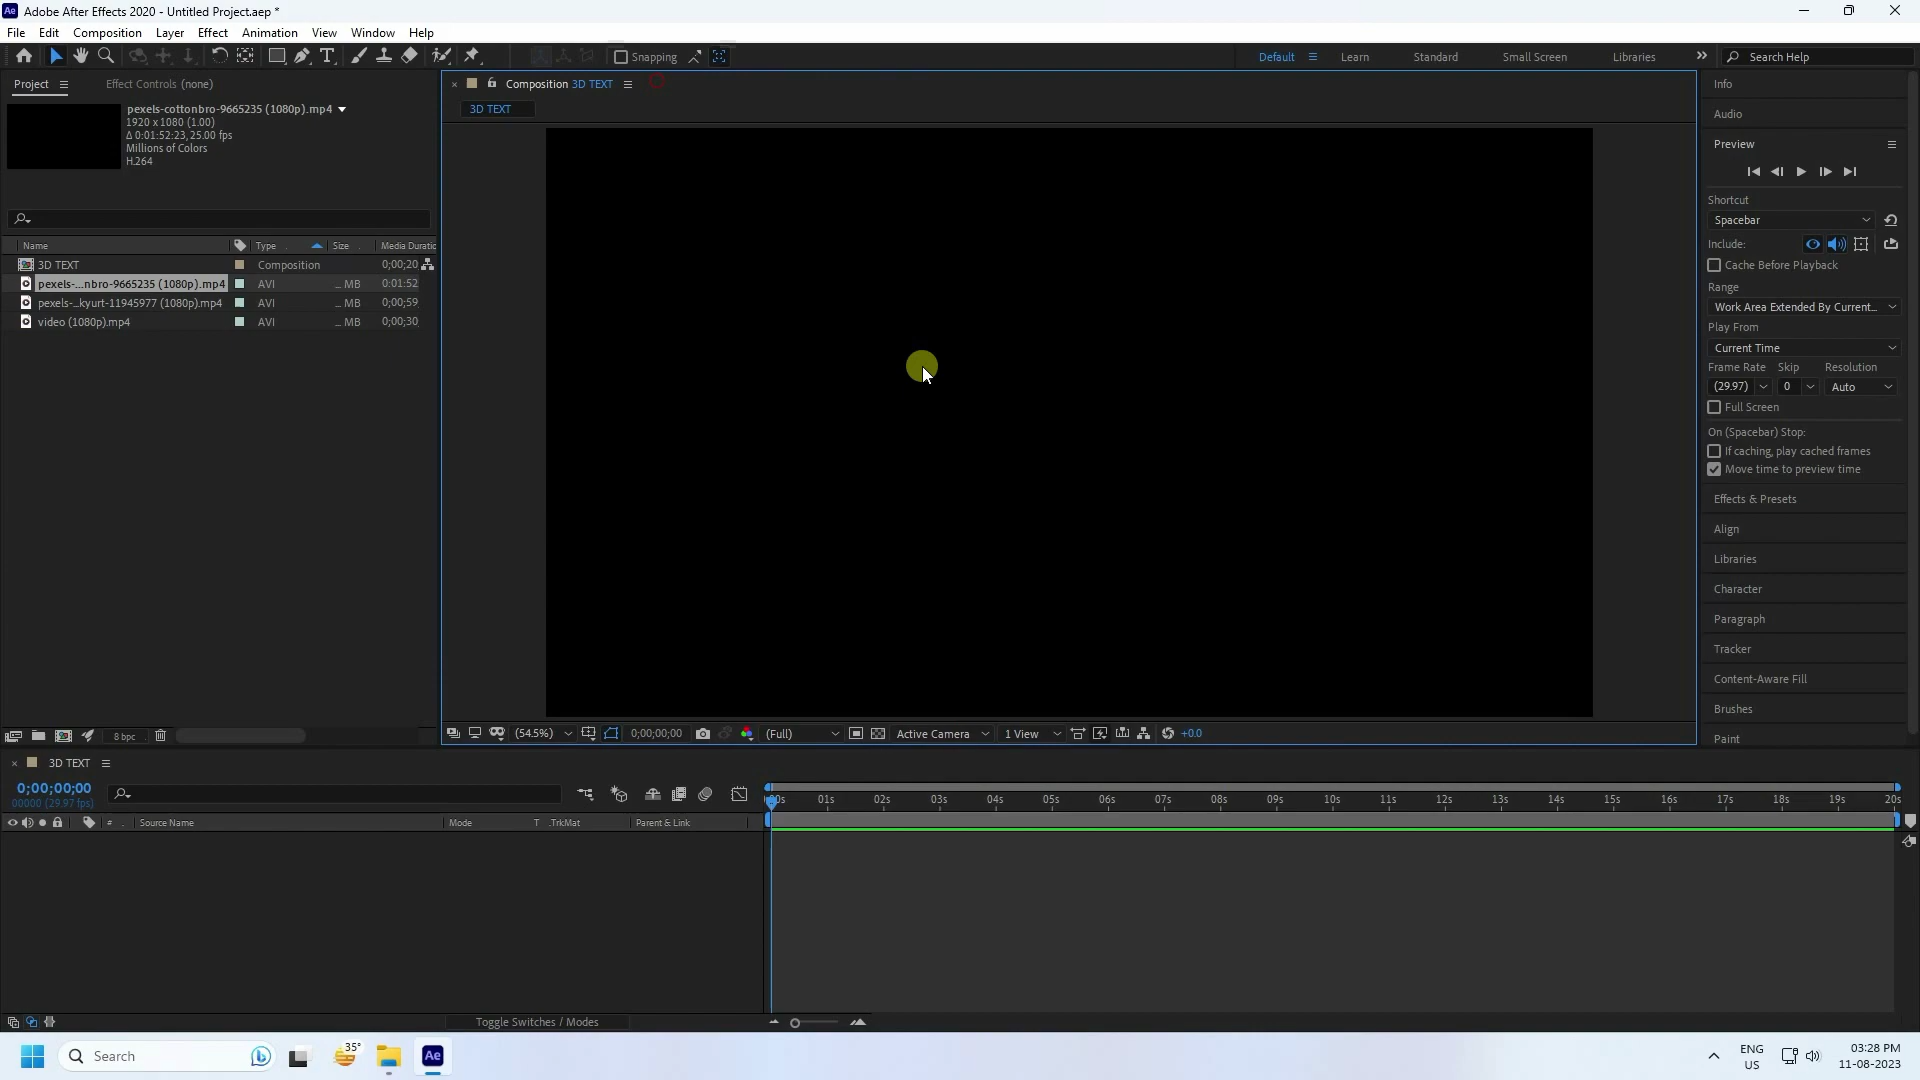 Ae Adobe After Effects 2020 - Untitled Project.aep *
File Edit Composition Layer Effect Animation View Window Help
T Snapping Default Learn Standard Small Screen Libraries Search Help
Project Effect Controls (none)
Composition 3D TEXT
3D TEXT
pexels-cottonbro-9665235 (1080p).mp4
1920 x 1080 (1.00)
Δ 0:01:52:23, 25.00 fps
Millions of Colors
H.264
Name Type Size Media Duratic
3D TEXT Composition 0;00;20
pexels-...nbro-9665235 (1080p).mp4 AVI ... MB 0:01:52
pexels-...kyurt-11945977 (1080p).mp4 AVI ... MB 0;00;59
video (1080p).mp4 AVI ... MB 0;00;30
8 bpc
(54.5%) 0;00;00;00 (Full) Active Camera 1 View +0.0
Info
Audio
Preview
Shortcut
Spacebar
Include:
Cache Before Playback
Range
Work Area Extended By Current...
Play From
Current Time
Frame Rate Skip Resolution
(29.97) 0 Auto
Full Screen
On (Spacebar) Stop:
If caching, play cached frames
Move time to preview time
Effects & Presets
Align
Libraries
Character
Paragraph
Tracker
Content-Aware Fill
Brushes
Paint
3D TEXT
0;00;00;00
00000 (29.97 fps)
# Source Name Mode T .TrkMat Parent & Link
01s 02s 03s 04s 05s 06s 07s 08s 09s 10s 11s 12s 13s 14s 15s 16s 17s 18s 19s 20s
Toggle Switches / Modes
Search 35° Ae ENG
US
03:28 PM
11-08-2023